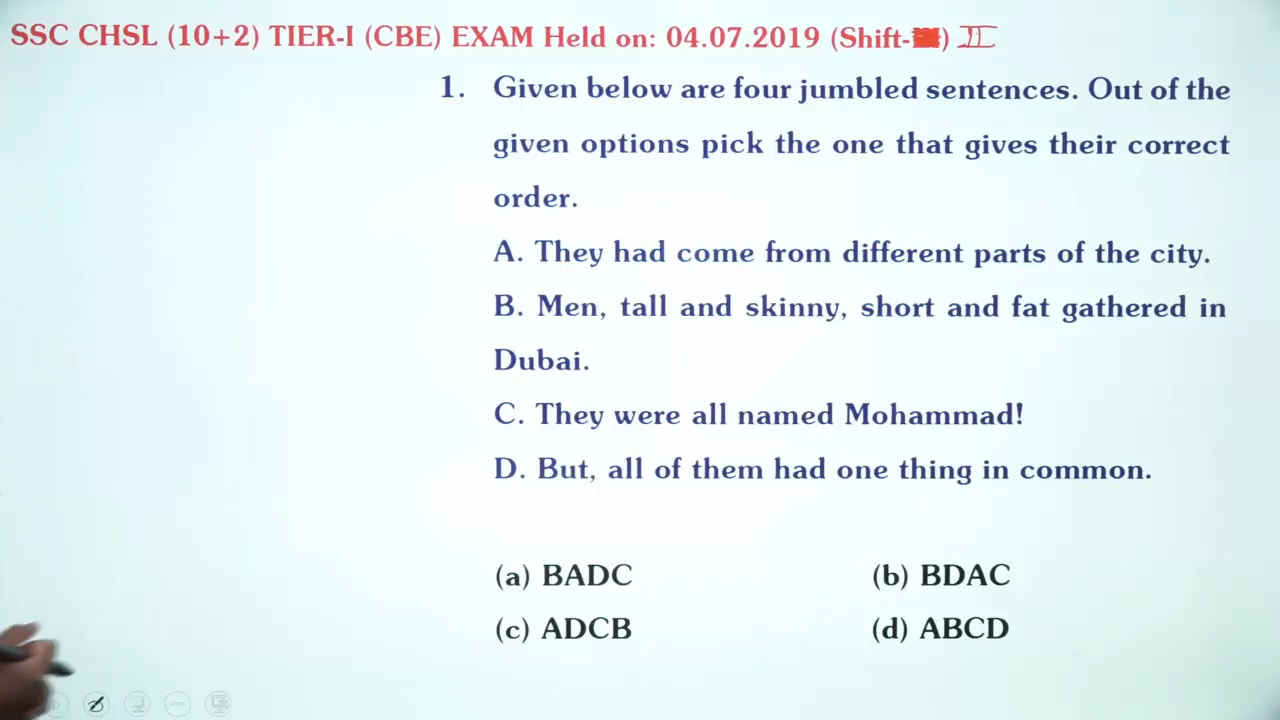 SSC CHSL (10+2) TIER-I (CBE) EXAM Held on: 04.07.2019 (Shift- ) II
1. Given below are four jumbled sentences. Out of the
given options pick the one that gives their correct
order.
A. They had come from different parts of the city.
B. Men, tall and skinny, short and fat gathered in
Dubai.
C. They were all named Mohammad!
D. But, all of them had one thing in common.
(a) BADC (b) BDAC
(c) ADCB (d) ABCD